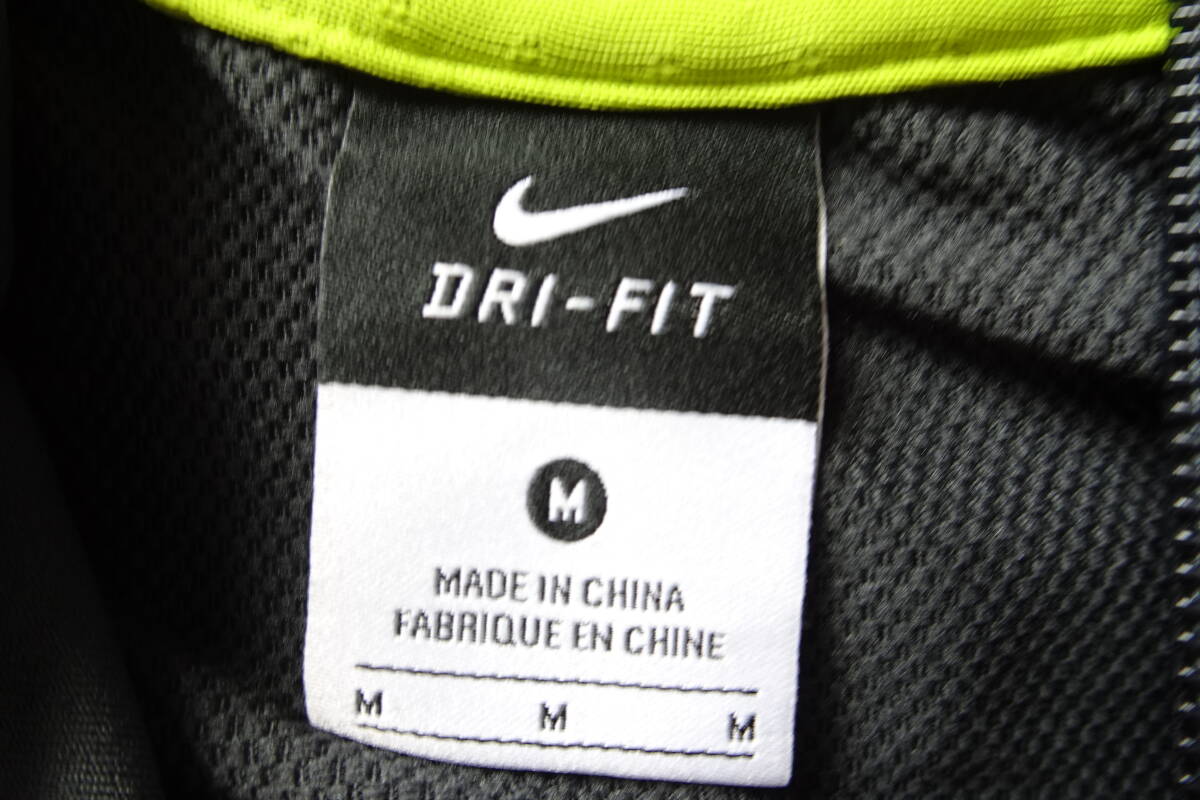 DRI-FIT
M
MADE IN CHINA
FABRIQUE EN CHINE
M M M